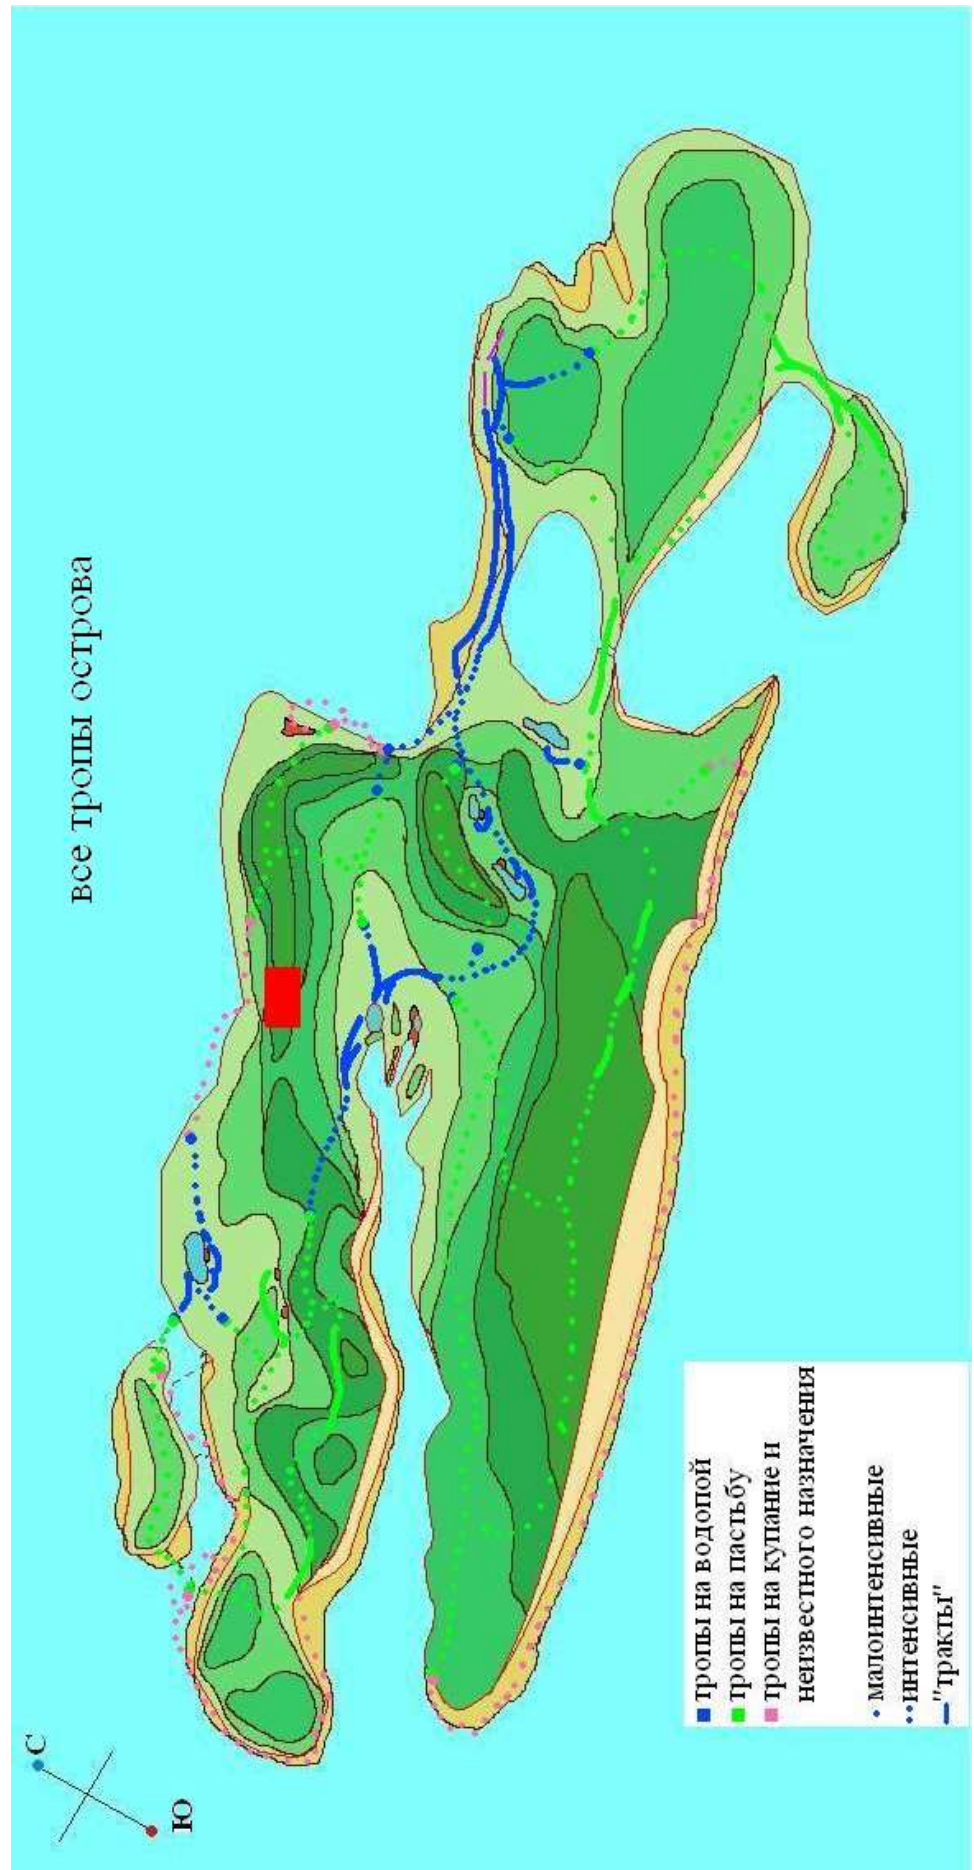 все тропы острова
С
Ю
тропы на водопой
тропы на пастьбу
тропы на купание и
неизвестного назначения
малоинтенсивные
интенсивные
"тракты"